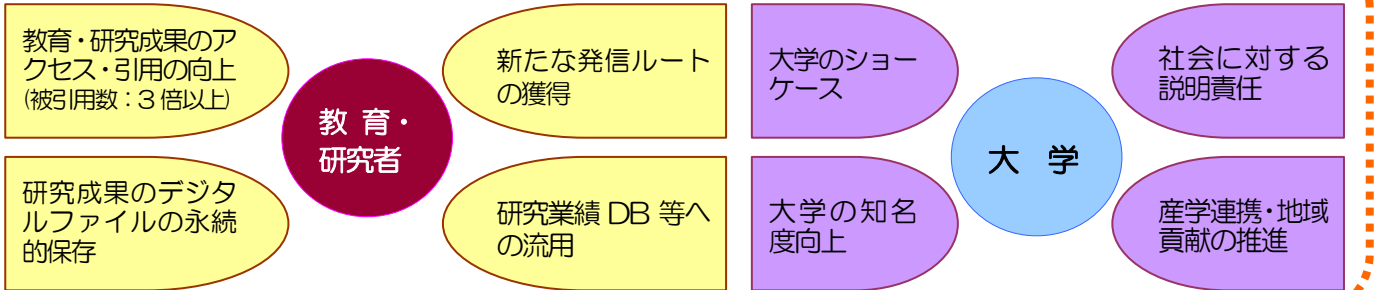 教育・研究成果のア
クセス・引用の向上
(被引用数：3 倍以上)
新たな発信ルート
の獲得
教 育・
研究者
研究成果のデジタ
ルファイルの永続
的保存
研究業績 DB 等へ
の流用
大学のショー
ケース
社会に対する
説明責任
大 学
大学の知名
度向上
産学連携・地域
貢献の推進